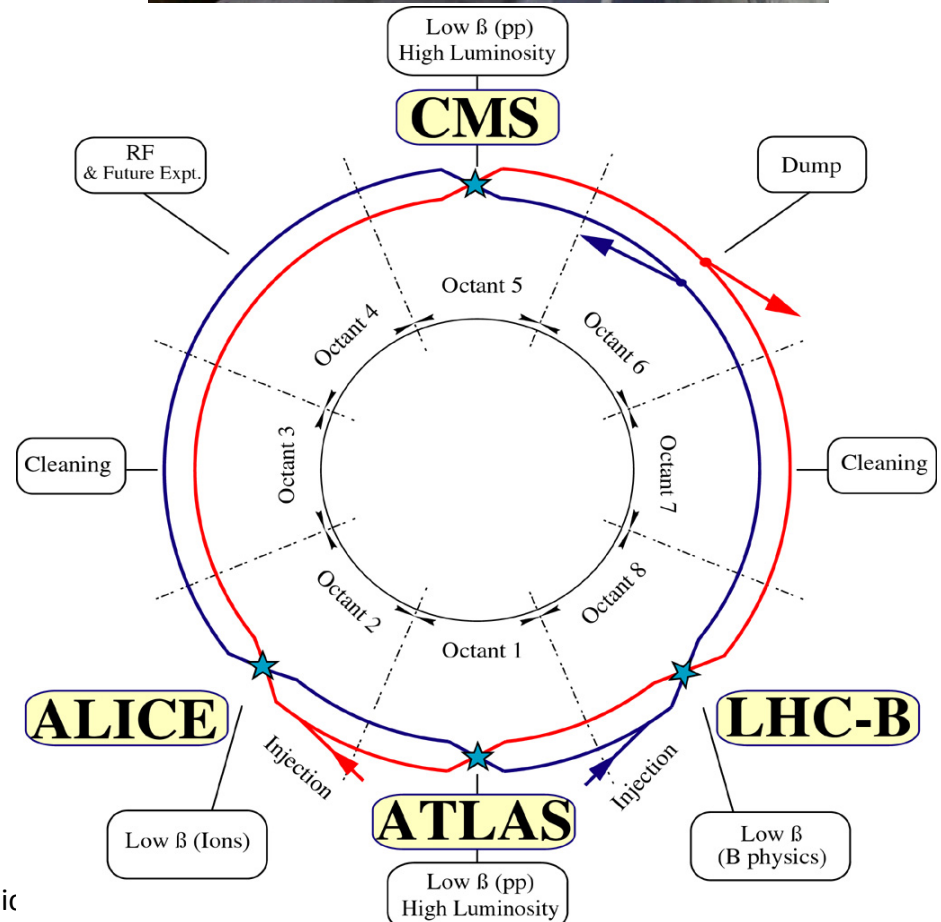 Low ß (pp)
High Luminosity
CMS
RF
& Future Expt.
Dump
Octant 5
Octant 4
Octant 6
Cleaning
Octant 3
Octant 7
Cleaning
Octant 2
Octant 8
Octant 1
ALICE
LHC-B
Injection
Injection
ATLAS
Low ß (Ions)
Low ß
(B physics)
Low ß (pp)
High Luminosity